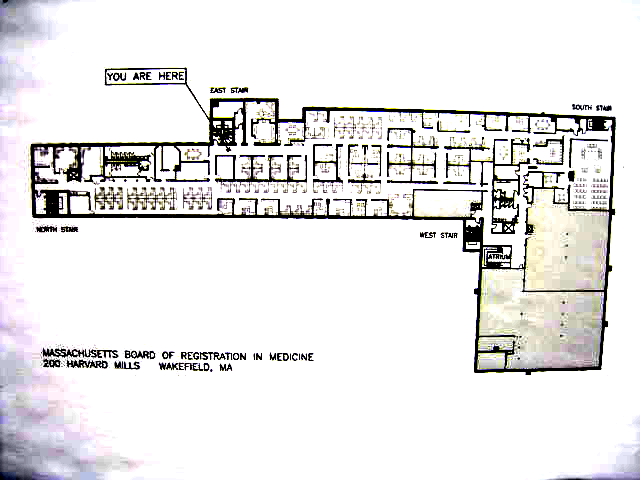 YOU ARE HERE
EAST STAIR
SOUTH STAIR
NORTH STAIR
WEST STAIR
ATRIUM
MASSACHUSETTS BOARD OF REGISTRATION IN MEDICINE
200 HARVARD MILLS WAKEFIELD, MA